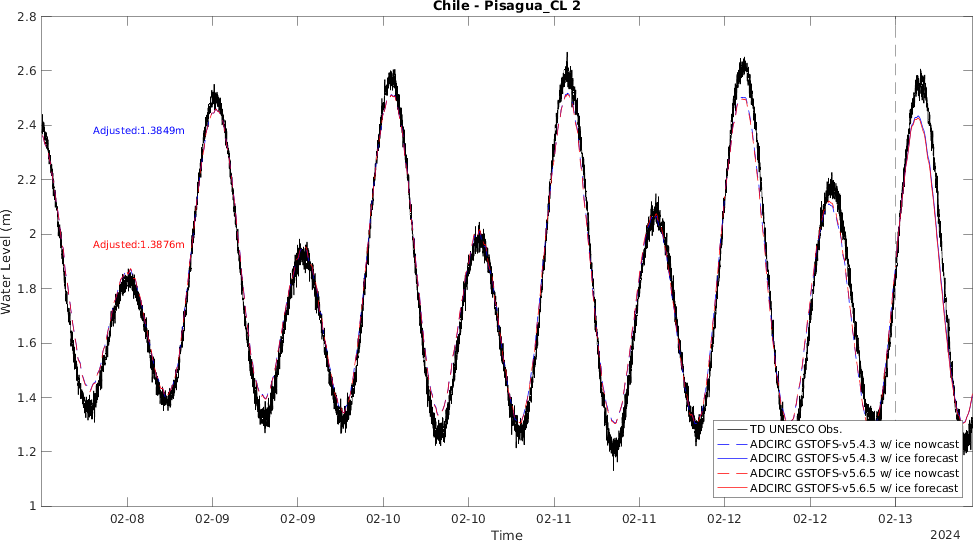 Chile - Pisagua_CL 2
2.8
2.6
2.4
2.2
2
1.8
1.6
1.4
1.2
1
Water Level (m)
Adjusted:1.3849m
Adjusted:1.3876m
TD UNESCO Obs.
ADCIRC GSTOFS-v5.4.3 w/ ice nowcast
ADCIRC GSTOFS-v5.4.3 w/ ice forecast
ADCIRC GSTOFS-v5.6.5 w/ ice nowcast
ADCIRC GSTOFS-v5.6.5 w/ ice forecast
02-08 02-09 02-09 02-10 02-10 02-11 02-11 02-12 02-12 02-13
Time
2024